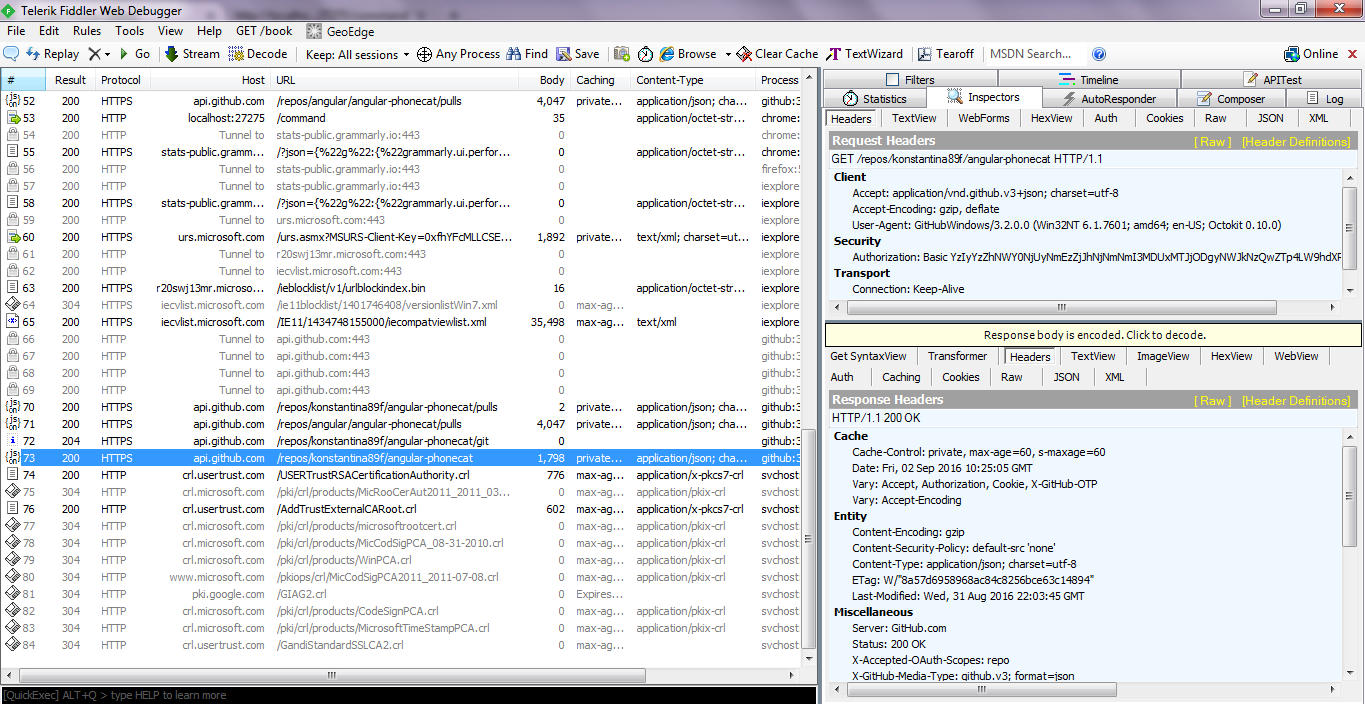 Telerik Fiddler Web Debugger
File Edit Rules Tools View Help GET /book GeoEdge
Replay Go Stream Decode Keep: All sessions Any Process Find Save Browse Clear Cache TextWizard Tearoff MSDN Search... Online
# Result Protocol Host URL Body Caching Content-Type Process
52 200 HTTPS api.github.com /repos/angular/angular-phonecat/pulls 4,047 private... application/json; cha... github:3
53 200 HTTP localhost:27275 /command 35 application/octet-str... chrome:
54 200 HTTP Tunnel to stats-public.grammarly.io:443 0 chrome:
55 200 HTTPS stats-public.gramm... /?json={%22g%22:{%22grammarly.ui.perfor... 0 application/octet-str... chrome:
56 200 HTTP Tunnel to stats-public.grammarly.io:443 0 firefox:5
57 200 HTTP Tunnel to stats-public.grammarly.io:443 0 iexplore
58 200 HTTPS stats-public.gramm... /?json={%22g%22:{%22grammarly.ui.perfor... 0 application/octet-str... iexplore
59 200 HTTP Tunnel to urs.microsoft.com:443 0 iexplore
60 200 HTTPS urs.microsoft.com /urs.asmx?MSURS-Client-Key=0xfhYFcMLLCSE... 1,892 private... text/xml; charset=ut... iexplore
61 200 HTTP Tunnel to r20swj13mr.microsoft.com:443 0 iexplore
62 200 HTTP Tunnel to iecvlist.microsoft.com:443 0 iexplore
63 200 HTTPS r20swj13mr.microso... /ieblocklist/v1/urlblockindex.bin 16 application/octet-str... iexplore
64 304 HTTPS iecvlist.microsoft.com /ie11blocklist/1401746408/versionlistWin7.xml 0 max-ag... iexplore
65 200 HTTPS iecvlist.microsoft.com /IE11/1434748155000/iecompatviewlist.xml 35,498 max-ag... text/xml iexplore
66 200 HTTP Tunnel to api.github.com:443 0 github:3
67 200 HTTP Tunnel to api.github.com:443 0 github:3
68 200 HTTP Tunnel to api.github.com:443 0 github:3
69 200 HTTP Tunnel to api.github.com:443 0 github:3
70 200 HTTPS api.github.com /repos/konstantina89f/angular-phonecat/pulls 2 private... application/json; cha... github:3
71 200 HTTPS api.github.com /repos/angular/angular-phonecat/pulls 4,047 private... application/json; cha... github:3
72 204 HTTPS api.github.com /repos/konstantina89f/angular-phonecat/git 0 github:3
73 200 HTTPS api.github.com /repos/konstantina89f/angular-phonecat 1,798 private... application/json; cha... github:3
74 200 HTTP crl.usertrust.com /USERTrustRSACertificationAuthority.crl 776 max-ag... application/x-pkcs7-crl svchost
75 304 HTTP crl.microsoft.com /pki/crl/products/MicRooCerAut2011_2011_03... 0 max-ag... application/pkix-crl svchost
76 200 HTTP crl.usertrust.com /AddTrustExternalCARoot.crl 602 max-ag... application/x-pkcs7-crl svchost
77 304 HTTP crl.microsoft.com /pki/crl/products/microsoftrootcert.crl 0 max-ag... application/pkix-crl svchost
78 304 HTTP crl.microsoft.com /pki/crl/products/MicCodSigPCA_08-31-2010.crl 0 max-ag... application/pkix-crl svchost
79 304 HTTP crl.microsoft.com /pki/crl/products/WinPCA.crl 0 max-ag... application/pkix-crl svchost
80 304 HTTP www.microsoft.com /pkiops/crl/MicCodSigPCA2011_2011-07-08.crl 0 max-ag... application/pkix-crl svchost
81 304 HTTP pki.google.com /GIAG2.crl 0 Expires... svchost
82 304 HTTP crl.microsoft.com /pki/crl/products/CodeSignPCA.crl 0 max-ag... application/pkix-crl svchost
83 304 HTTP crl.microsoft.com /pki/crl/products/MicrosoftTimeStampPCA.crl 0 max-ag... application/pkix-crl svchost
84 304 HTTP crl.usertrust.com /GandiStandardSSLCA2.crl 0 max-ag... svchost
[QuickExec] ALT+Q > type HELP to learn more
Filters Timeline APITest
Statistics Inspectors AutoResponder Composer Log
Headers TextView WebForms HexView Auth Cookies Raw JSON XML
Request Headers [ Raw ] [Header Definitions]
GET /repos/konstantina89f/angular-phonecat HTTP/1.1
Client
Accept: application/vnd.github.v3+json; charset=utf-8
Accept-Encoding: gzip, deflate
User-Agent: GitHubWindows/3.2.0.0 (Win32NT 6.1.7601; amd64; en-US; Octokit 0.10.0)
Security
Authorization: Basic
Transport
Connection: Keep-Alive
Response body is encoded. Click to decode.
Get SyntaxView Transformer Headers TextView ImageView HexView WebView
Auth Caching Cookies Raw JSON XML
Response Headers [ Raw ] [Header Definitions]
HTTP/1.1 200 OK
Cache
Cache-Control: private, max-age=60, s-maxage=60
Date: Fri, 02 Sep 2016 10:25:05 GMT
Vary: Accept, Authorization, Cookie, X-GitHub-OTP
Vary: Accept-Encoding
Entity
Content-Encoding: gzip
Content-Security-Policy: default-src 'none'
Content-Type: application/json; charset=utf-8
ETag: W/"8a57d6958968ac84c8256bce63c14894"
Last-Modified: Wed, 31 Aug 2016 22:03:45 GMT
Miscellaneous
Server: GitHub.com
Status: 200 OK
X-Accepted-OAuth-Scopes: repo
X-GitHub-Media-Type: github.v3; format=json